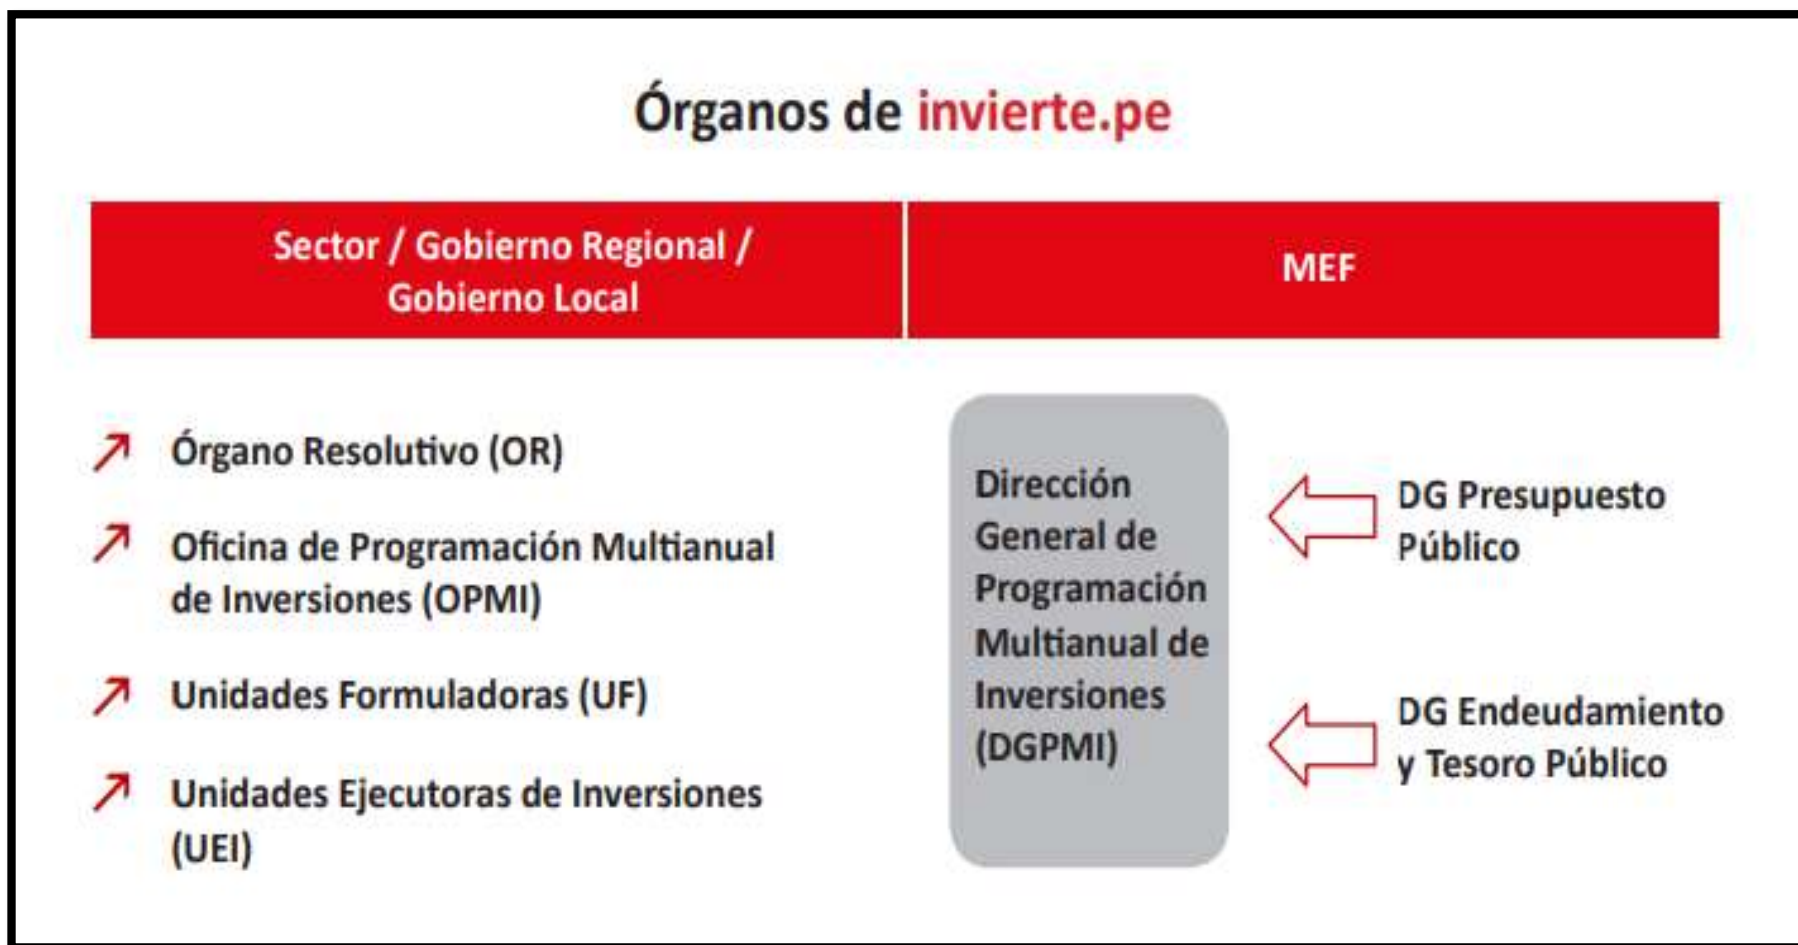 Órganos de invierte.pe
Sector / Gobierno Regional /
Gobierno Local
MEF
Órgano Resolutivo (OR)
Oficina de Programación Multianual
de Inversiones (OPMI)
Unidades Formuladoras (UF)
Unidades Ejecutoras de Inversiones
(UEI)
Dirección
General de
Programación
Multianual de
Inversiones
(DGPMI)
DG Presupuesto
Público
DG Endeudamiento
y Tesoro Público